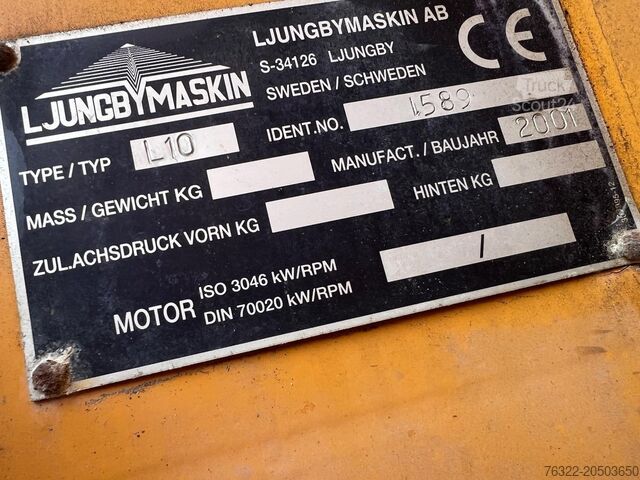 LJUNGBYMASKIN
LJUNGBYMASKIN AB
S-34126 LJUNGBY
SWEDEN / SCHWEDEN
CE
TYPE / TYP L10 IDENT.NO. 1589
MASS / GEWICHT KG MANUFACT. / BAUJAHR 2001
ZUL.ACHSDRUCK VORN KG HINTEN KG
MOTOR ISO 3046 kW/RPM /
DIN 70020 kW/RPM
Truck
Scout24
76322-20503650